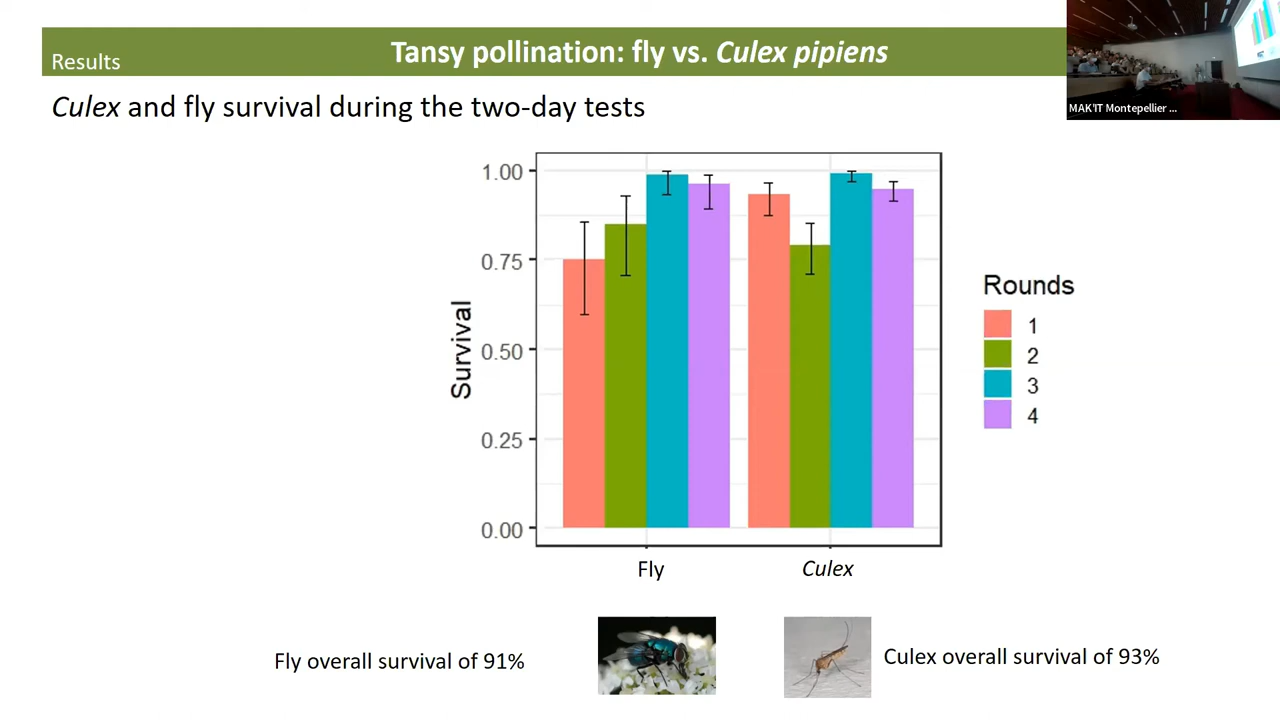 Results
Tansy pollination: fly vs. Culex pipiens
MAK'IT Montepellier ...
Culex and fly survival during the two-day tests
1.00
0.75
0.50
0.25
0.00
Survival
Fly
Culex
Rounds
1
2
3
4
Fly overall survival of 91%
Culex overall survival of 93%